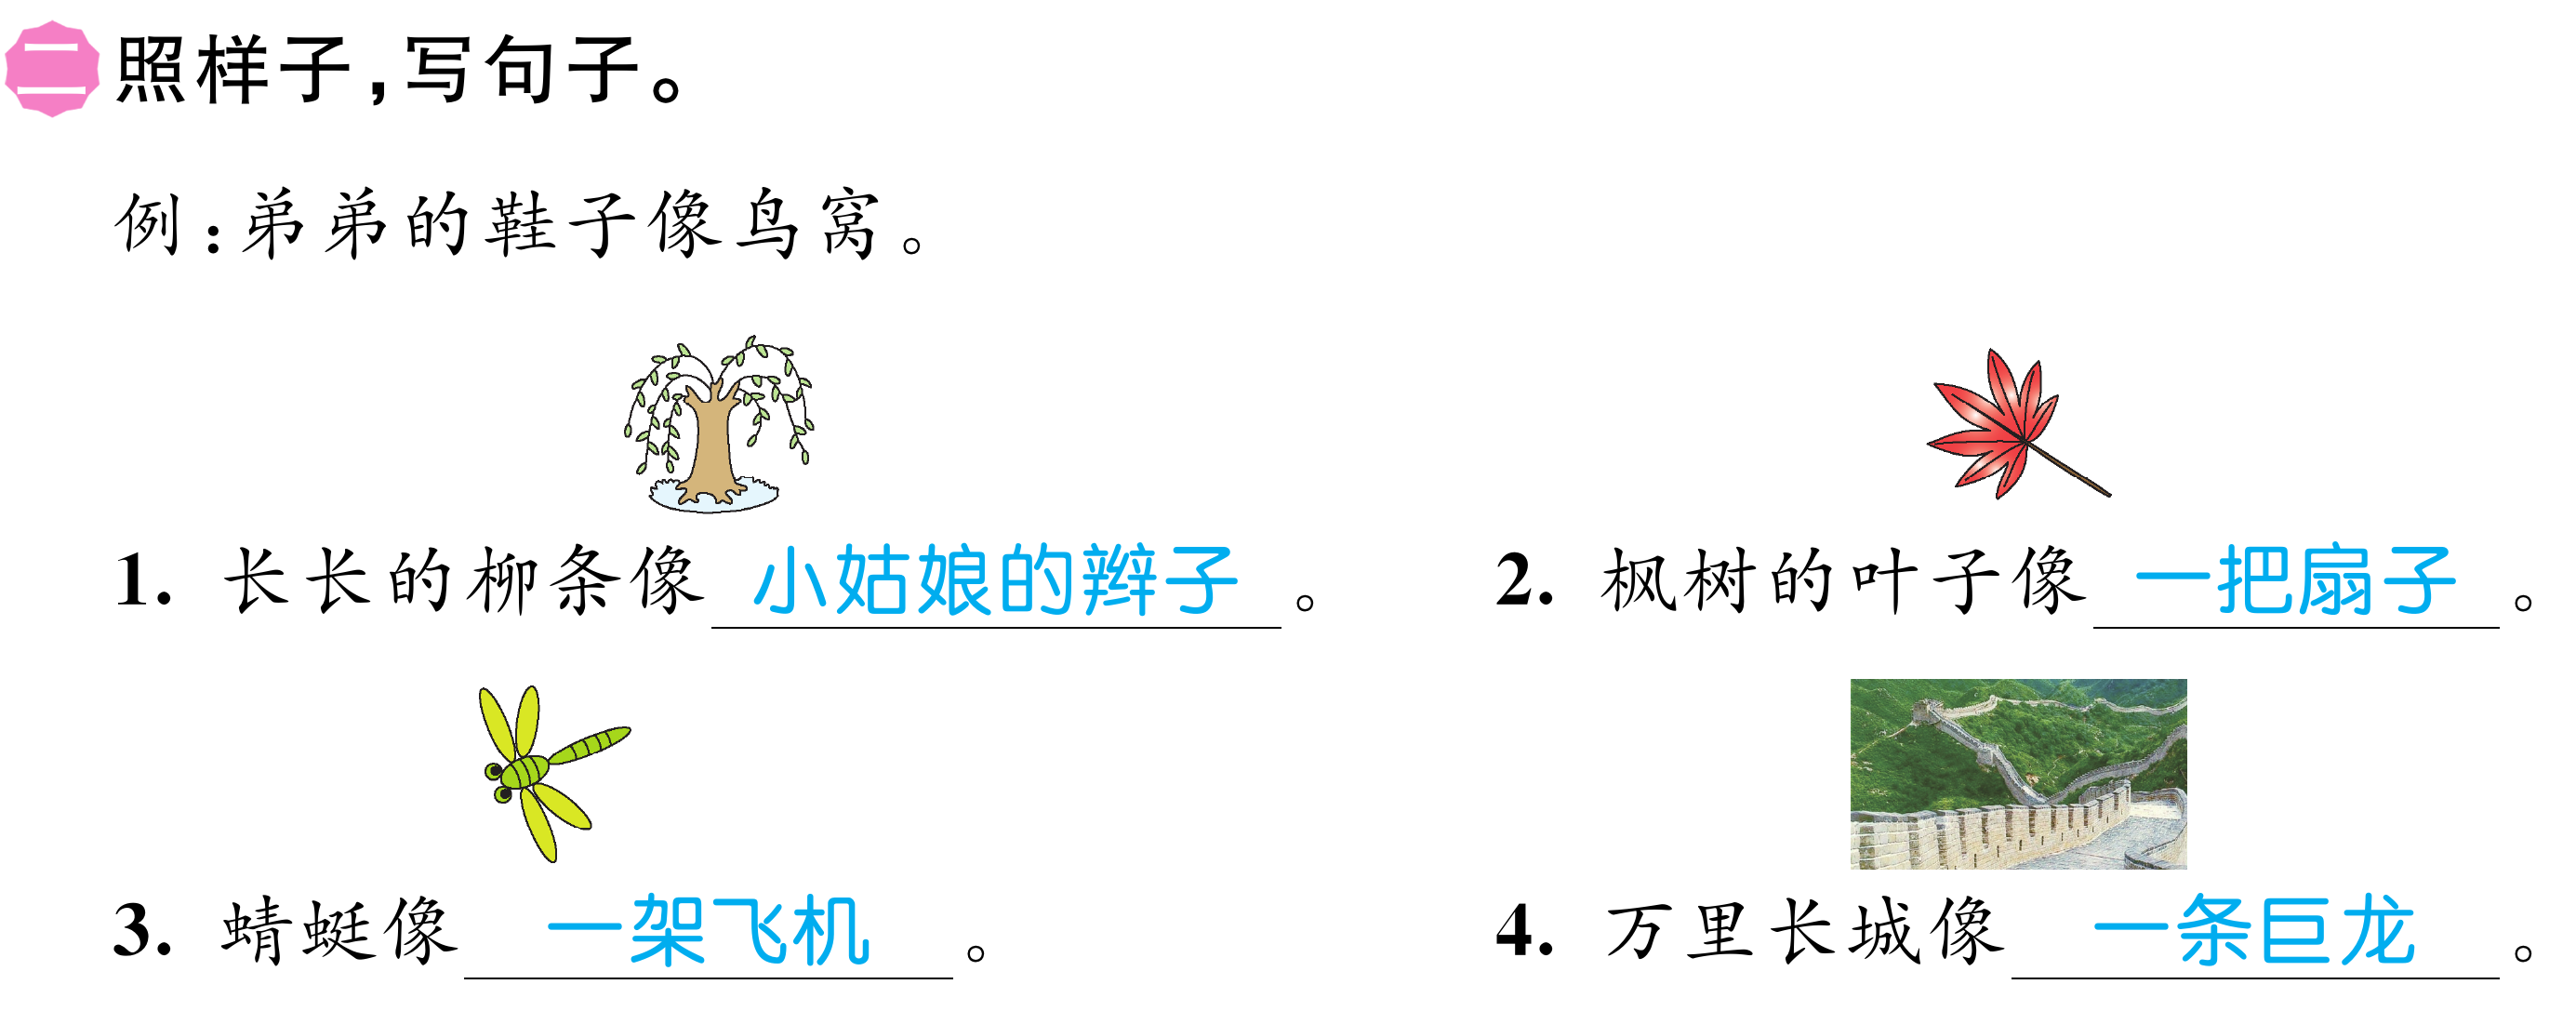 二 照样子,写句子。
例:弟弟的鞋子像鸟窝。
1. 长长的柳条像 小姑娘的辫子 。
2. 枫树的叶子像 一把扇子 。
3. 蜻蜓像 一架飞机 。
4. 万里长城像 一条巨龙 。